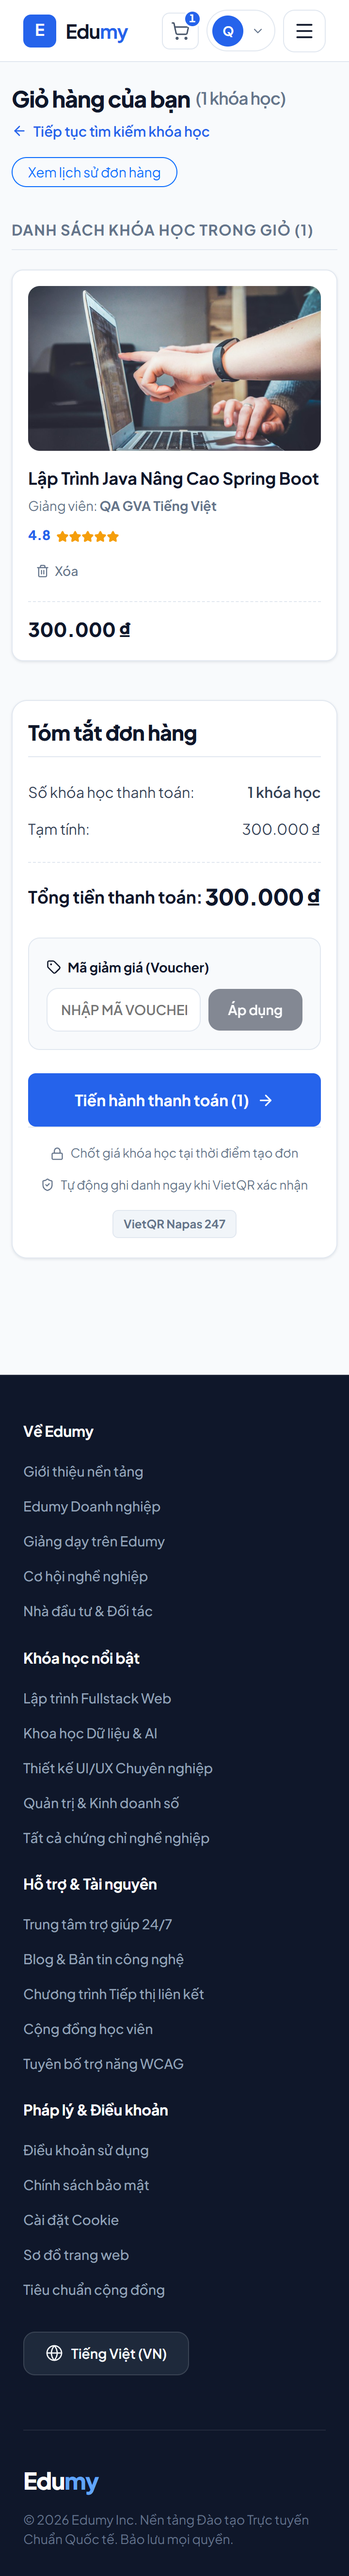 E
Edumy
1
Q
Giỏ hàng của bạn (1 khóa học)
Tiếp tục tìm kiếm khóa học
Xem lịch sử đơn hàng
DANH SÁCH KHÓA HỌC TRONG GIỎ (1)
Lập Trình Java Nâng Cao Spring Boot
Giảng viên: QA GVA Tiếng Việt
4.8
Xóa
300.000 ₫
Tóm tắt đơn hàng
Số khóa học thanh toán: 1 khóa học
Tạm tính: 300.000 ₫
Tổng tiền thanh toán: 300.000 ₫
Mã giảm giá (Voucher)
NHẬP MÃ VOUCHER Áp dụng
Tiến hành thanh toán (1)
Chốt giá khóa học tại thời điểm tạo đơn
Tự động ghi danh ngay khi VietQR xác nhận
VietQR Napas 247
Về Edumy
Giới thiệu nền tảng
Edumy Doanh nghiệp
Giảng dạy trên Edumy
Cơ hội nghề nghiệp
Nhà đầu tư & Đối tác
Khóa học nổi bật
Lập trình Fullstack Web
Khoa học Dữ liệu & AI
Thiết kế UI/UX Chuyên nghiệp
Quản trị & Kinh doanh số
Tất cả chứng chỉ nghề nghiệp
Hỗ trợ & Tài nguyên
Trung tâm trợ giúp 24/7
Blog & Bản tin công nghệ
Chương trình Tiếp thị liên kết
Cộng đồng học viên
Tuyên bố trợ năng WCAG
Pháp lý & Điều khoản
Điều khoản sử dụng
Chính sách bảo mật
Cài đặt Cookie
Sơ đồ trang web
Tiêu chuẩn cộng đồng
Tiếng Việt (VN)
Edumy
© 2026 Edumy Inc. Nền tảng Đào tạo Trực tuyến
Chuẩn Quốc tế. Bảo lưu mọi quyền.